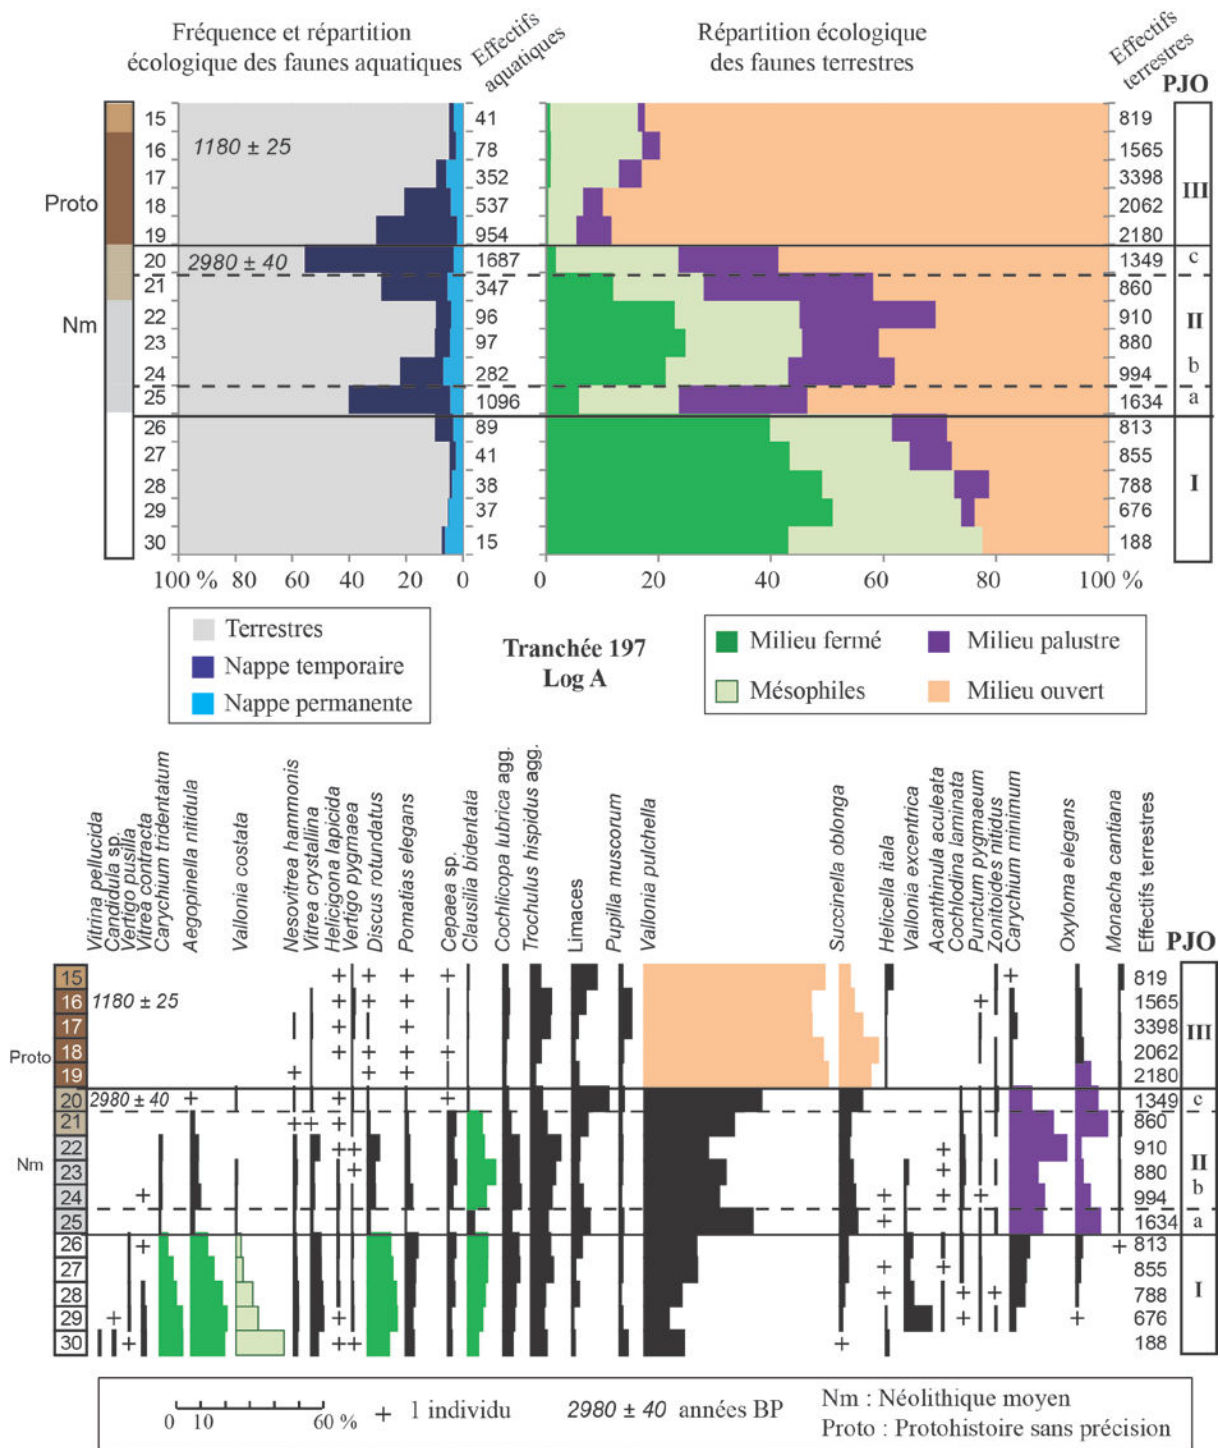 Fréquence et répartition
écologique des faunes aquatiques
Effectifs
aquatiques
Répartition écologique
des faunes terrestres
Effectifs
terrestres
PJO
15 41 819
1180 ± 25
16 78 1565
17 352 3398 III
Proto 18 537 2062
19 954 2180
20 2980 ± 40 1687 1349 c
21 347 860
Nm 22 96 910 II
23 97 880
24 282 994 b
25 1096 1634 a
26 89 813
27 41 855
28 38 788 I
29 37 676
30 15 188
100 % 80 60 40 20 0 0 20 40 60 80 100 %
Terrestres
Nappe temporaire
Nappe permanente
Tranchée 197
Log A
Milieu fermé
Milieu palustre
Mésophiles
Milieu ouvert
Vitrina pellucida
Candidula sp.
Vertigo pusilla
Vitrea contracta
Carychium tridentatum
Aegopinella nitidula
Vallonia costata
Nesovitrea hammonis
Vitrea crystallina
Helicigona lapicida
Vertigo pygmaea
Discus rotundatus
Pomatias elegans
Cepaea sp.
Clausilia bidentata
Cochlicopa lubrica agg.
Trochulus hispidus agg.
Limaces
Pupilla muscorum
Vallonia pulchella
Succinella oblonga
Helicella itala
Vallonia excentrica
Acanthinula aculeata
Cochlodina laminata
Punctum pygmaeum
Zonitoides nitidus
Carychium minimum
Oxyloma elegans
Monacha cantiana
Effectifs terrestres
PJO
15 + + + + + 819
16 1180 ± 25 + + + + 1565
17 + 3398 III
Proto 18 + + + + 2062
19 + + + 2180
20 2980 ± 40 + + + 1349 c
21 + + + 860
Nm 22 + + + 910 II
23 + + 880
24 + + + + 994 b
25 + 1634 a
26 + + 813
27 + + 855
28 + + + 788 I
29 + + + + 676
30 + + + + 188
0 10 60 %
+ 1 individu
2980 ± 40 années BP
Nm : Néolithique moyen
Proto : Protohistoire sans précision